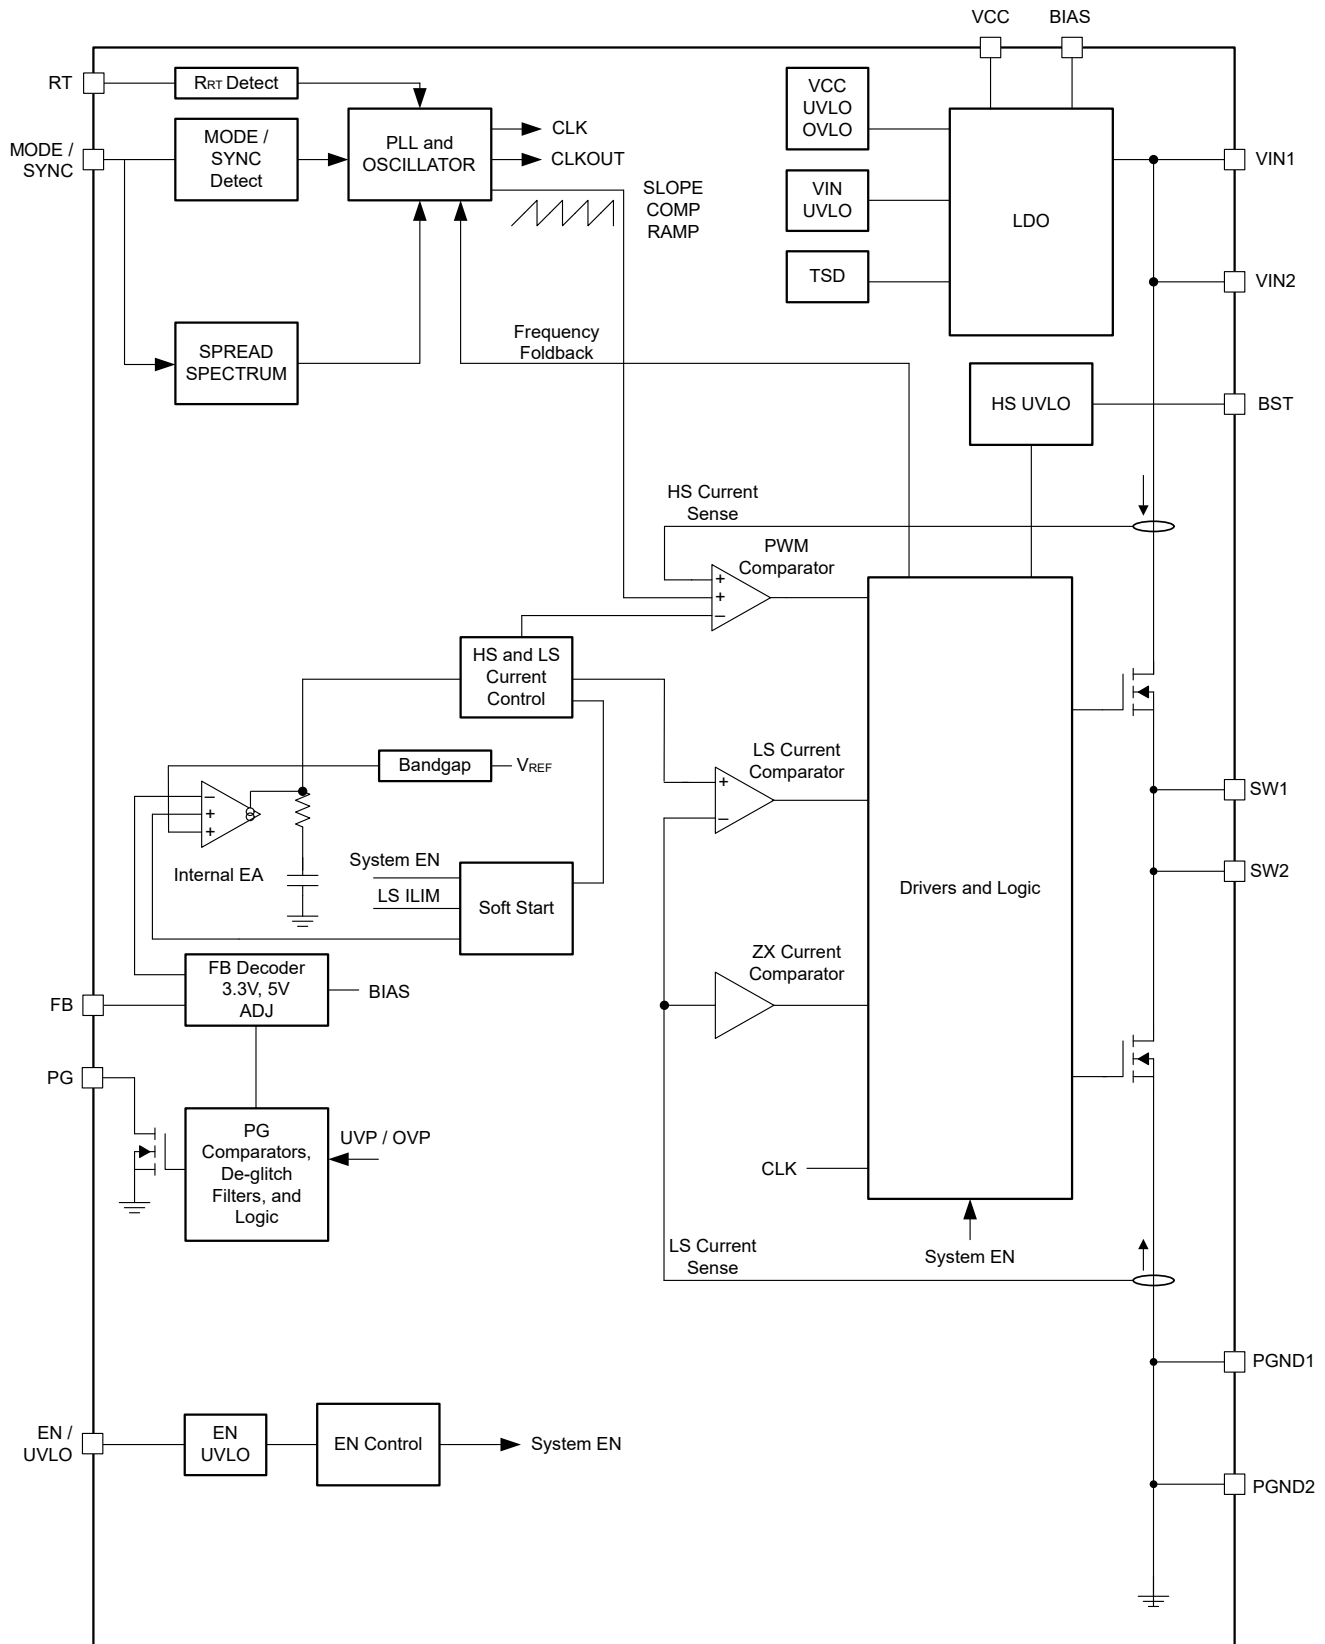 VCC
BIAS
RT
RRT Detect
VCC
UVLO
OVLO
PLL and
OSCILLATOR
CLK
CLKOUT
MODE /
SYNC
MODE /
SYNC
Detect
VIN1
SLOPE
COMP
RAMP
VIN
UVLO
LDO
TSD
VIN2
Frequency
Foldback
SPREAD
SPECTRUM
HS UVLO
BST
HS Current
Sense
PWM
Comparator
+
+
−
HS and LS
Current
Control
Bandgap
VREF
LS Current
Comparator
+
−
SW1
−
+
+
Internal EA
System EN
LS ILIM
Soft Start
SW2
Drivers and Logic
FB Decoder
3.3V, 5V
ADJ
BIAS
FB
ZX Current
Comparator
PG
PG
Comparators,
De-glitch
Filters, and
Logic
UVP / OVP
CLK
LS Current
Sense
System EN
PGND1
EN /
UVLO
EN
UVLO
EN Control
System EN
PGND2